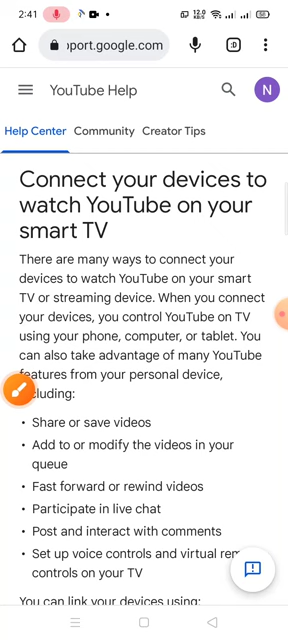 2:41
12.0
KB/S
50
pport.google.com
:D
YouTube Help
N
Help Center Community Creator Tips
Connect your devices to
watch YouTube on your
smart TV
There are many ways to connect your
devices to watch YouTube on your smart
TV or streaming device. When you connect
your devices, you control YouTube on TV
using your phone, computer, or tablet. You
can also take advantage of many YouTube
features from your personal device,
cluding:
• Share or save videos
• Add to or modify the videos in your
queue
• Fast forward or rewind videos
• Participate in live chat
• Post and interact with comments
• Set up voice controls and virtual rem
controls on your TV
You can link your devices using: